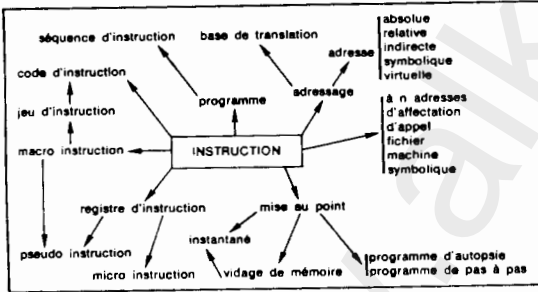 absolue
séquence d'instruction base de translation relative
adresse indirecte
code d'instruction symbolique
virtuelle
programme adressage
jeu d'instruction à n adresses
d'affectation
d'appel
macro instruction INSTRUCTION fichier
machine
symbolique
registre d'instruction mise au point
instantané
pseudo instruction programme d'autopsie
micro instruction vidage de mémoire programme de pas à pas